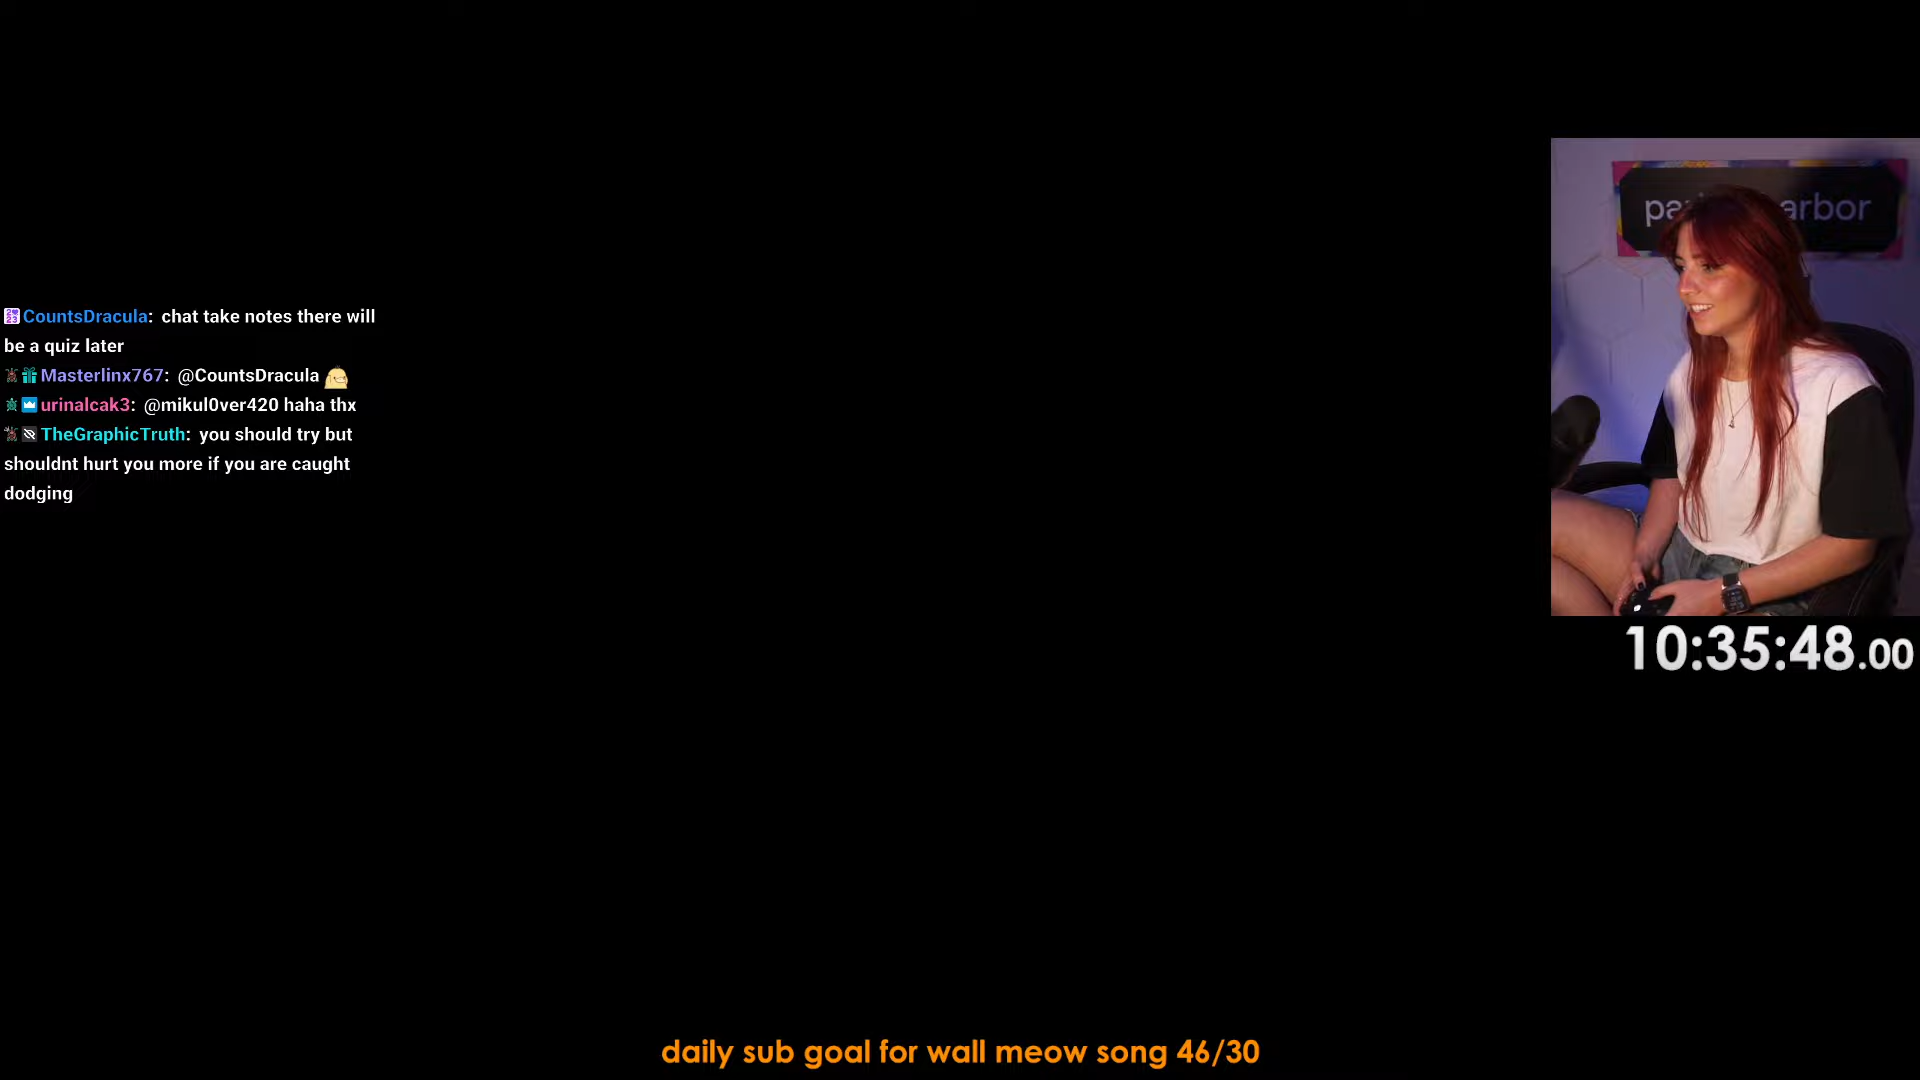 pa arbor
CountsDracula: chat take notes there will
be a quiz later
Masterlinx767: @CountsDracula
urinalcak3: @mikul0ver420 haha thx
TheGraphicTruth: you should try but
shouldnt hurt you more if you are caught
dodging
10:35:48.00
daily sub goal for wall meow song 46/30